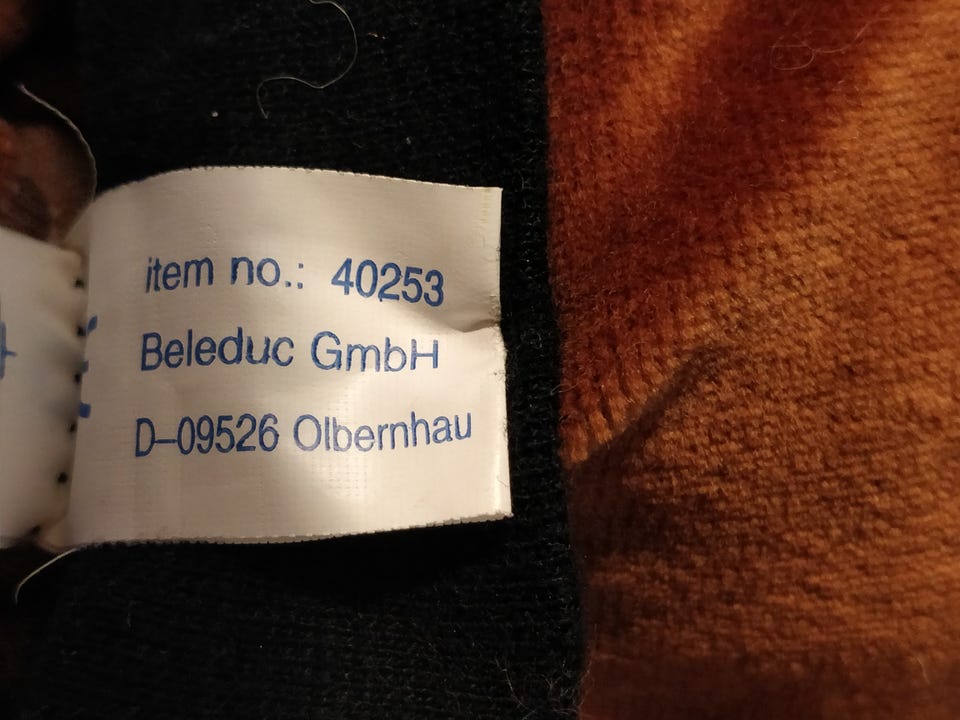 item no.: 40253
Beleduc GmbH
D–09526 Olbernhau